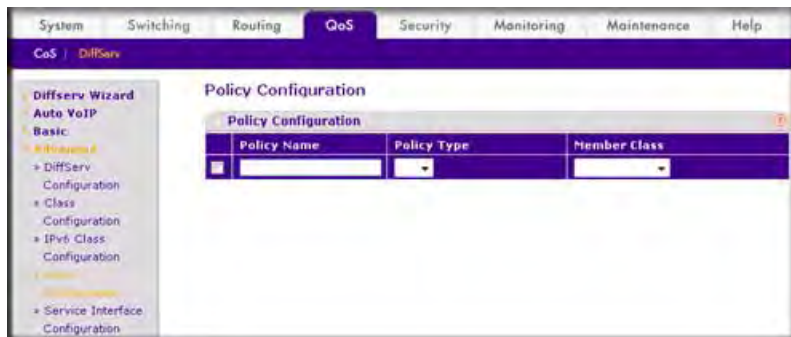 System Switching Routing QoS Security Monitoring Maintenance Help
CoS | DiffServ
Diffserv Wizard
Auto VoIP
Basic
Advanced
» DiffServ
Configuration
» Class
Configuration
» IPv6 Class
Configuration
» Service Interface
Configuration
Policy Configuration
Policy Configuration
Policy Name Policy Type Member Class